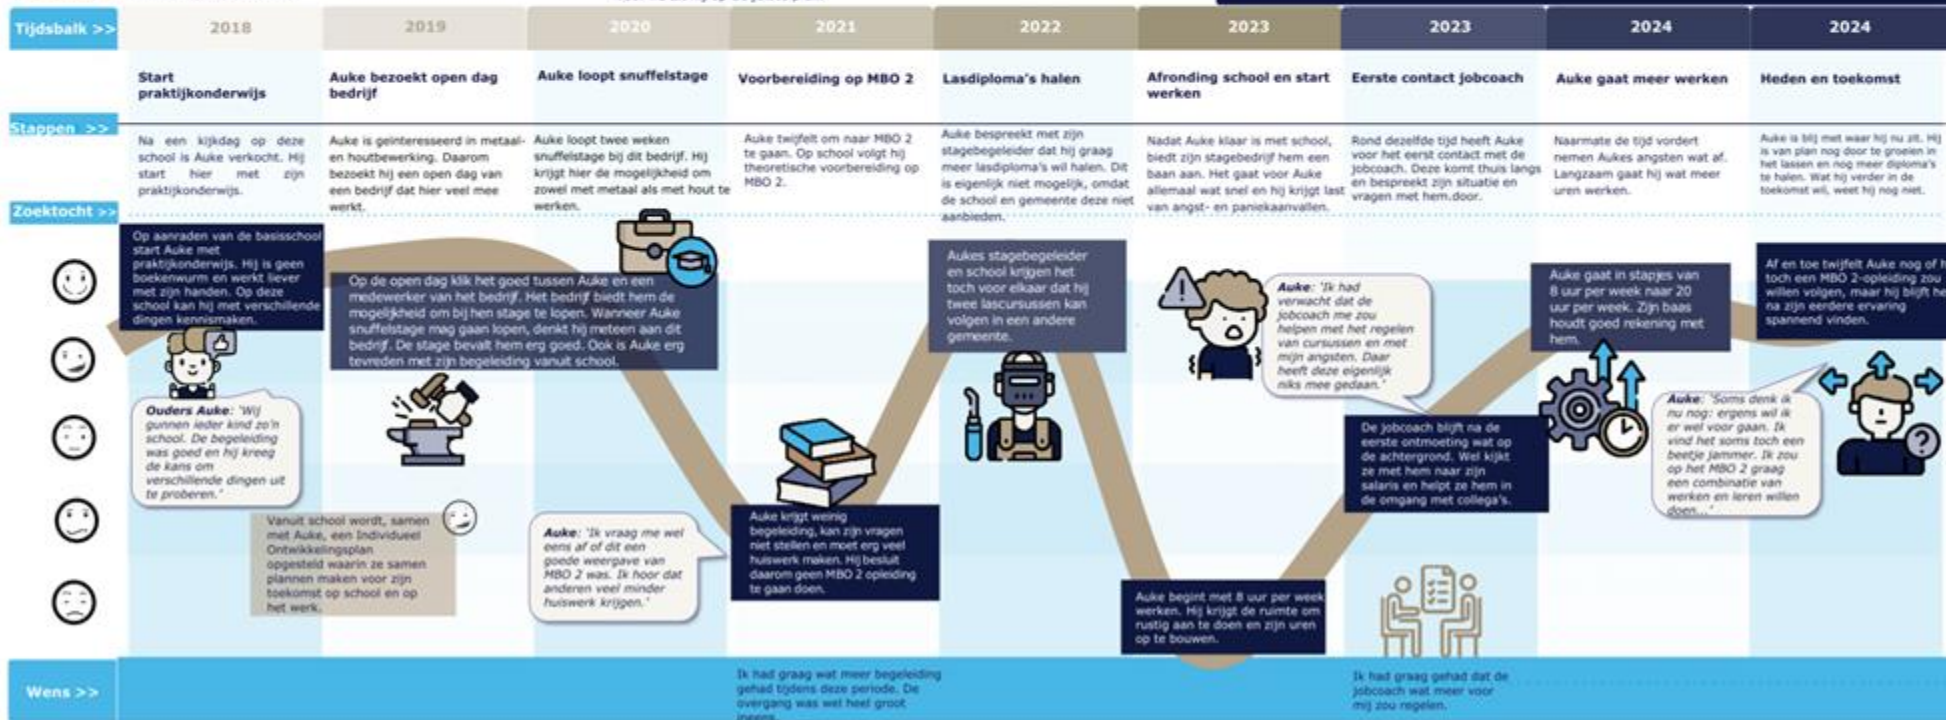 Tijdsbalk >>
2018
2019
2020
2021
2022
2023
2023
2024
2024
Start
praktijkonderwijs
Auke bezoekt open dag
bedrijf
Auke loopt snuffelstage
Voorbereiding op MBO 2
Lasdiploma's halen
Afronding school en start
werken
Eerste contact jobcoach
Auke gaat meer werken
Heden en toekomst
Stappen >>
Na een kijkdag op deze
school is Auke verkocht. Hij
start hier met zijn
praktijkonderwijs.
Auke is geïnteresseerd in metaal-
en houtbewerking. Daarom
bezoekt hij een open dag van
een bedrijf dat hier veel mee
werkt.
Auke loopt twee weken
snuffelstage bij dit bedrijf. Hij
krijgt hier de mogelijkheid om
zowel met metaal als met hout te
werken.
Auke twijfelt om naar MBO 2
te gaan. Op school volgt hij
theoretische voorbereiding op
MBO 2.
Auke bespreekt met zijn
stagebegeleider dat hij graag
meer lasdiploma's wil halen. Dit
is eigenlijk niet mogelijk, omdat
de school en gemeente deze niet
aanbieden.
Nadat Auke klaar is met school,
biedt zijn stagebedrijf hem een
baan aan. Het gaat voor Auke
allemaal wat snel en hij krijgt last
van angst- en paniekaanvallen.
Rond dezelfde tijd heeft Auke
voor het eerst contact met de
jobcoach. Deze komt thuis langs
en bespreekt zijn situatie en
vragen met hem.door.
Naarmate de tijd vordert
nemen Aukes angsten wat af.
Langzaam gaat hij wat meer
uren werken.
Auke is blij met waar hij nu zit. Hij
is van plan nog door te groeien in
het lassen en nog meer diploma's
te halen. Wat hij verder in de
toekomst wil, weet hij nog niet.
Zoektocht >>
Op aanraden van de basisschool
start Auke met
praktijkonderwijs. Hij is geen
boekenwurm en werkt liever
met zijn handen. Op deze
school kan hij met verschillende
dingen kennismaken.
Ouders Auke: 'Wij
gunnen ieder kind zo'n
school. De begeleiding
was goed en hij kreeg
de kans om
verschillende dingen uit
te proberen.'
Op de open dag klik het goed tussen Auke en een
medewerker van het bedrijf. Het bedrijf biedt hem de
mogelijkheid om bij hen stage te lopen. Wanneer Auke
snuffelstage mag gaan lopen, denkt hij meteen aan dit
bedrijf. De stage bevalt hem erg goed. Ook is Auke erg
tevreden met zijn begeleiding vanuit school.
Vanuit school wordt, samen
met Auke, een Individueel
Ontwikkelingsplan
opgesteld waarin ze samen
plannen maken voor zijn
toekomst op school en op
het werk.
Auke: 'Ik vraag me wel
eens af of dit een
goede weergave van
MBO 2 was. Ik hoor dat
anderen veel minder
huiswerk krijgen.'
Auke krijgt weinig
begeleiding, kan zijn vragen
niet stellen en moet erg veel
huiswerk maken. Hij besluit
daarom geen MBO 2 opleiding
te gaan doen.
Aukes stagebegeleider
en school krijgen het
toch voor elkaar dat hij
twee lascursussen kan
volgen in een andere
gemeente.
Auke begint met 8 uur per week
werken. Hij krijgt de ruimte om
rustig aan te doen en zijn uren
op te bouwen.
Auke: 'Ik had
verwacht dat de
jobcoach me zou
helpen met het regelen
van cursussen en met
mijn angsten. Daar
heeft deze eigenlijk
niks mee gedaan.'
De jobcoach blijft na de
eerste ontmoeting wat op
de achtergrond. Wel kijkt
ze met hem naar zijn
salaris en helpt ze hem in
de omgang met collega's.
Auke gaat in stapjes van
8 uur per week naar 20
uur per week. Zijn baas
houdt goed rekening met
hem.
Auke: 'Soms denk ik
nu nog: ergens wil ik
er wel voor gaan. Ik
vind het soms toch een
beetje jammer. Ik zou
op het MBO 2 graag
een combinatie van
werken en leren willen
doen...'
Af en toe twijfelt Auke nog of h
toch een MBO 2-opleiding zou
willen volgen, maar hij blijft he
na zijn eerdere ervaring
spannend vinden.
Wens >>
Ik had graag wat meer begeleiding
gehad tijdens deze periode. De
overgang was wel heel groot
ineens.
Ik had graag gehad dat de
jobcoach wat meer voor
mij zou regelen.